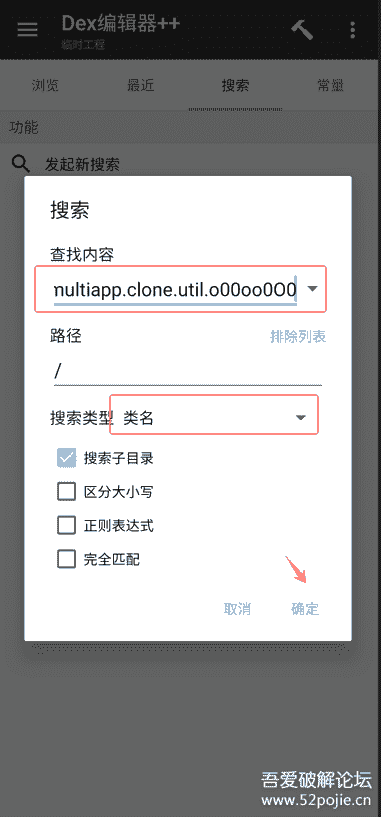 Dex编辑器++
临时工程
浏览 最近 搜索 常量
功能
发起新搜索
搜索
查找内容
multiapp.clone.util.o00oo0O0
路径 排除列表
/
搜索类型 类名
搜索子目录
区分大小写
正则表达式
完全匹配
取消 确定
吾爱破解论坛
www.52pojie.cn